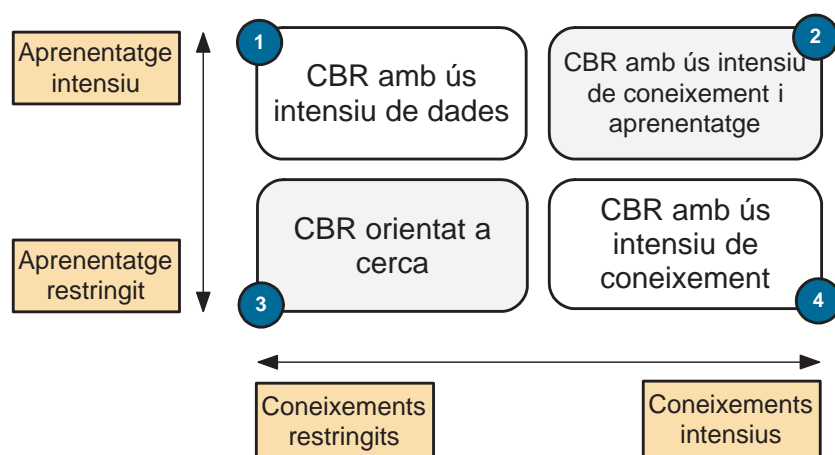 Aprenentatge
intensiu
1
CBR amb ús
intensiu de dades
2
CBR amb ús intensiu
de coneixement i
aprenentatge
Aprenentatge
restringit
3
CBR orientat a
cerca
CBR amb ús
intensiu de
coneixement
4
Coneixements
restringits
Coneixements
intensius